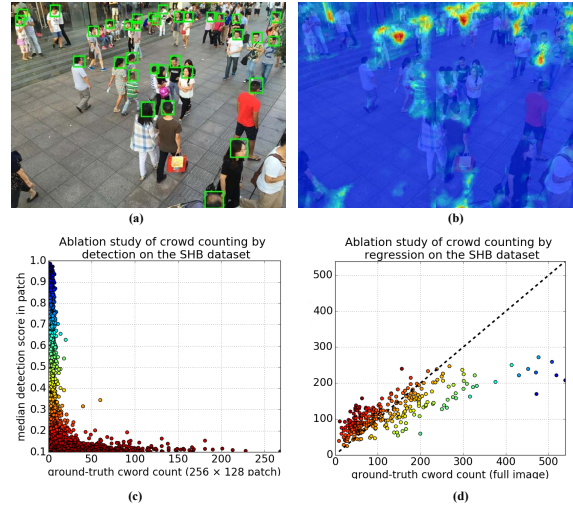 (a)
(b)
Ablation study of crowd counting by
detection on the SHB dataset
median detection score in patch
1.0
0.9
0.8
0.7
0.6
0.5
0.4
0.3
0.2
0.1
0
50
100
150
200
250
ground-truth cword count (256 × 128 patch)
(c)
Ablation study of crowd counting by
regression on the SHB dataset
500
400
300
200
100
0
0
100
200
300
400
500
ground-truth cword count (full image)
(d)